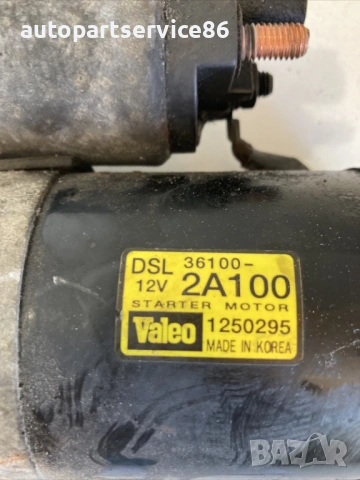 autopartservice86
DSL 36100-
12V 2A100
STARTER MOTOR
Valeo 1250295
MADE IN KOREA
BAZAR